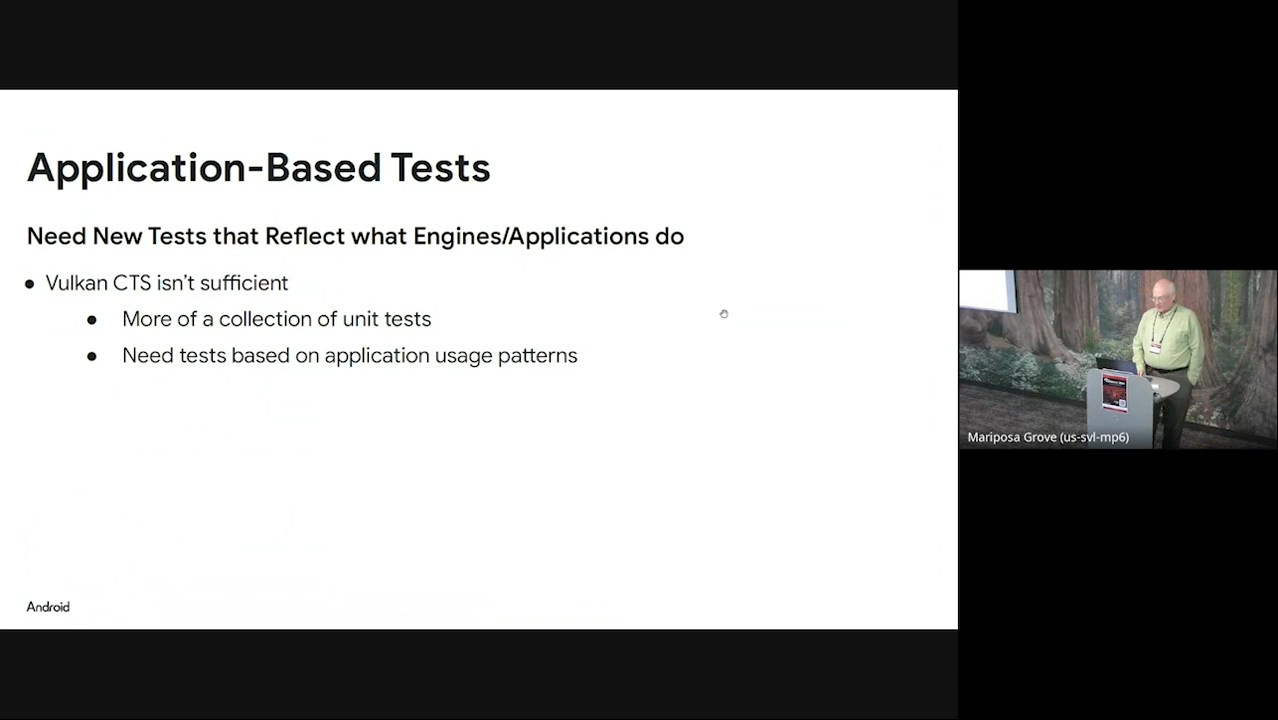 Application-Based Tests
Need New Tests that Reflect what Engines/Applications do
● Vulkan CTS isn't sufficient
● More of a collection of unit tests
● Need tests based on application usage patterns
Android
Mariposa Grove (us-svl-mp6)